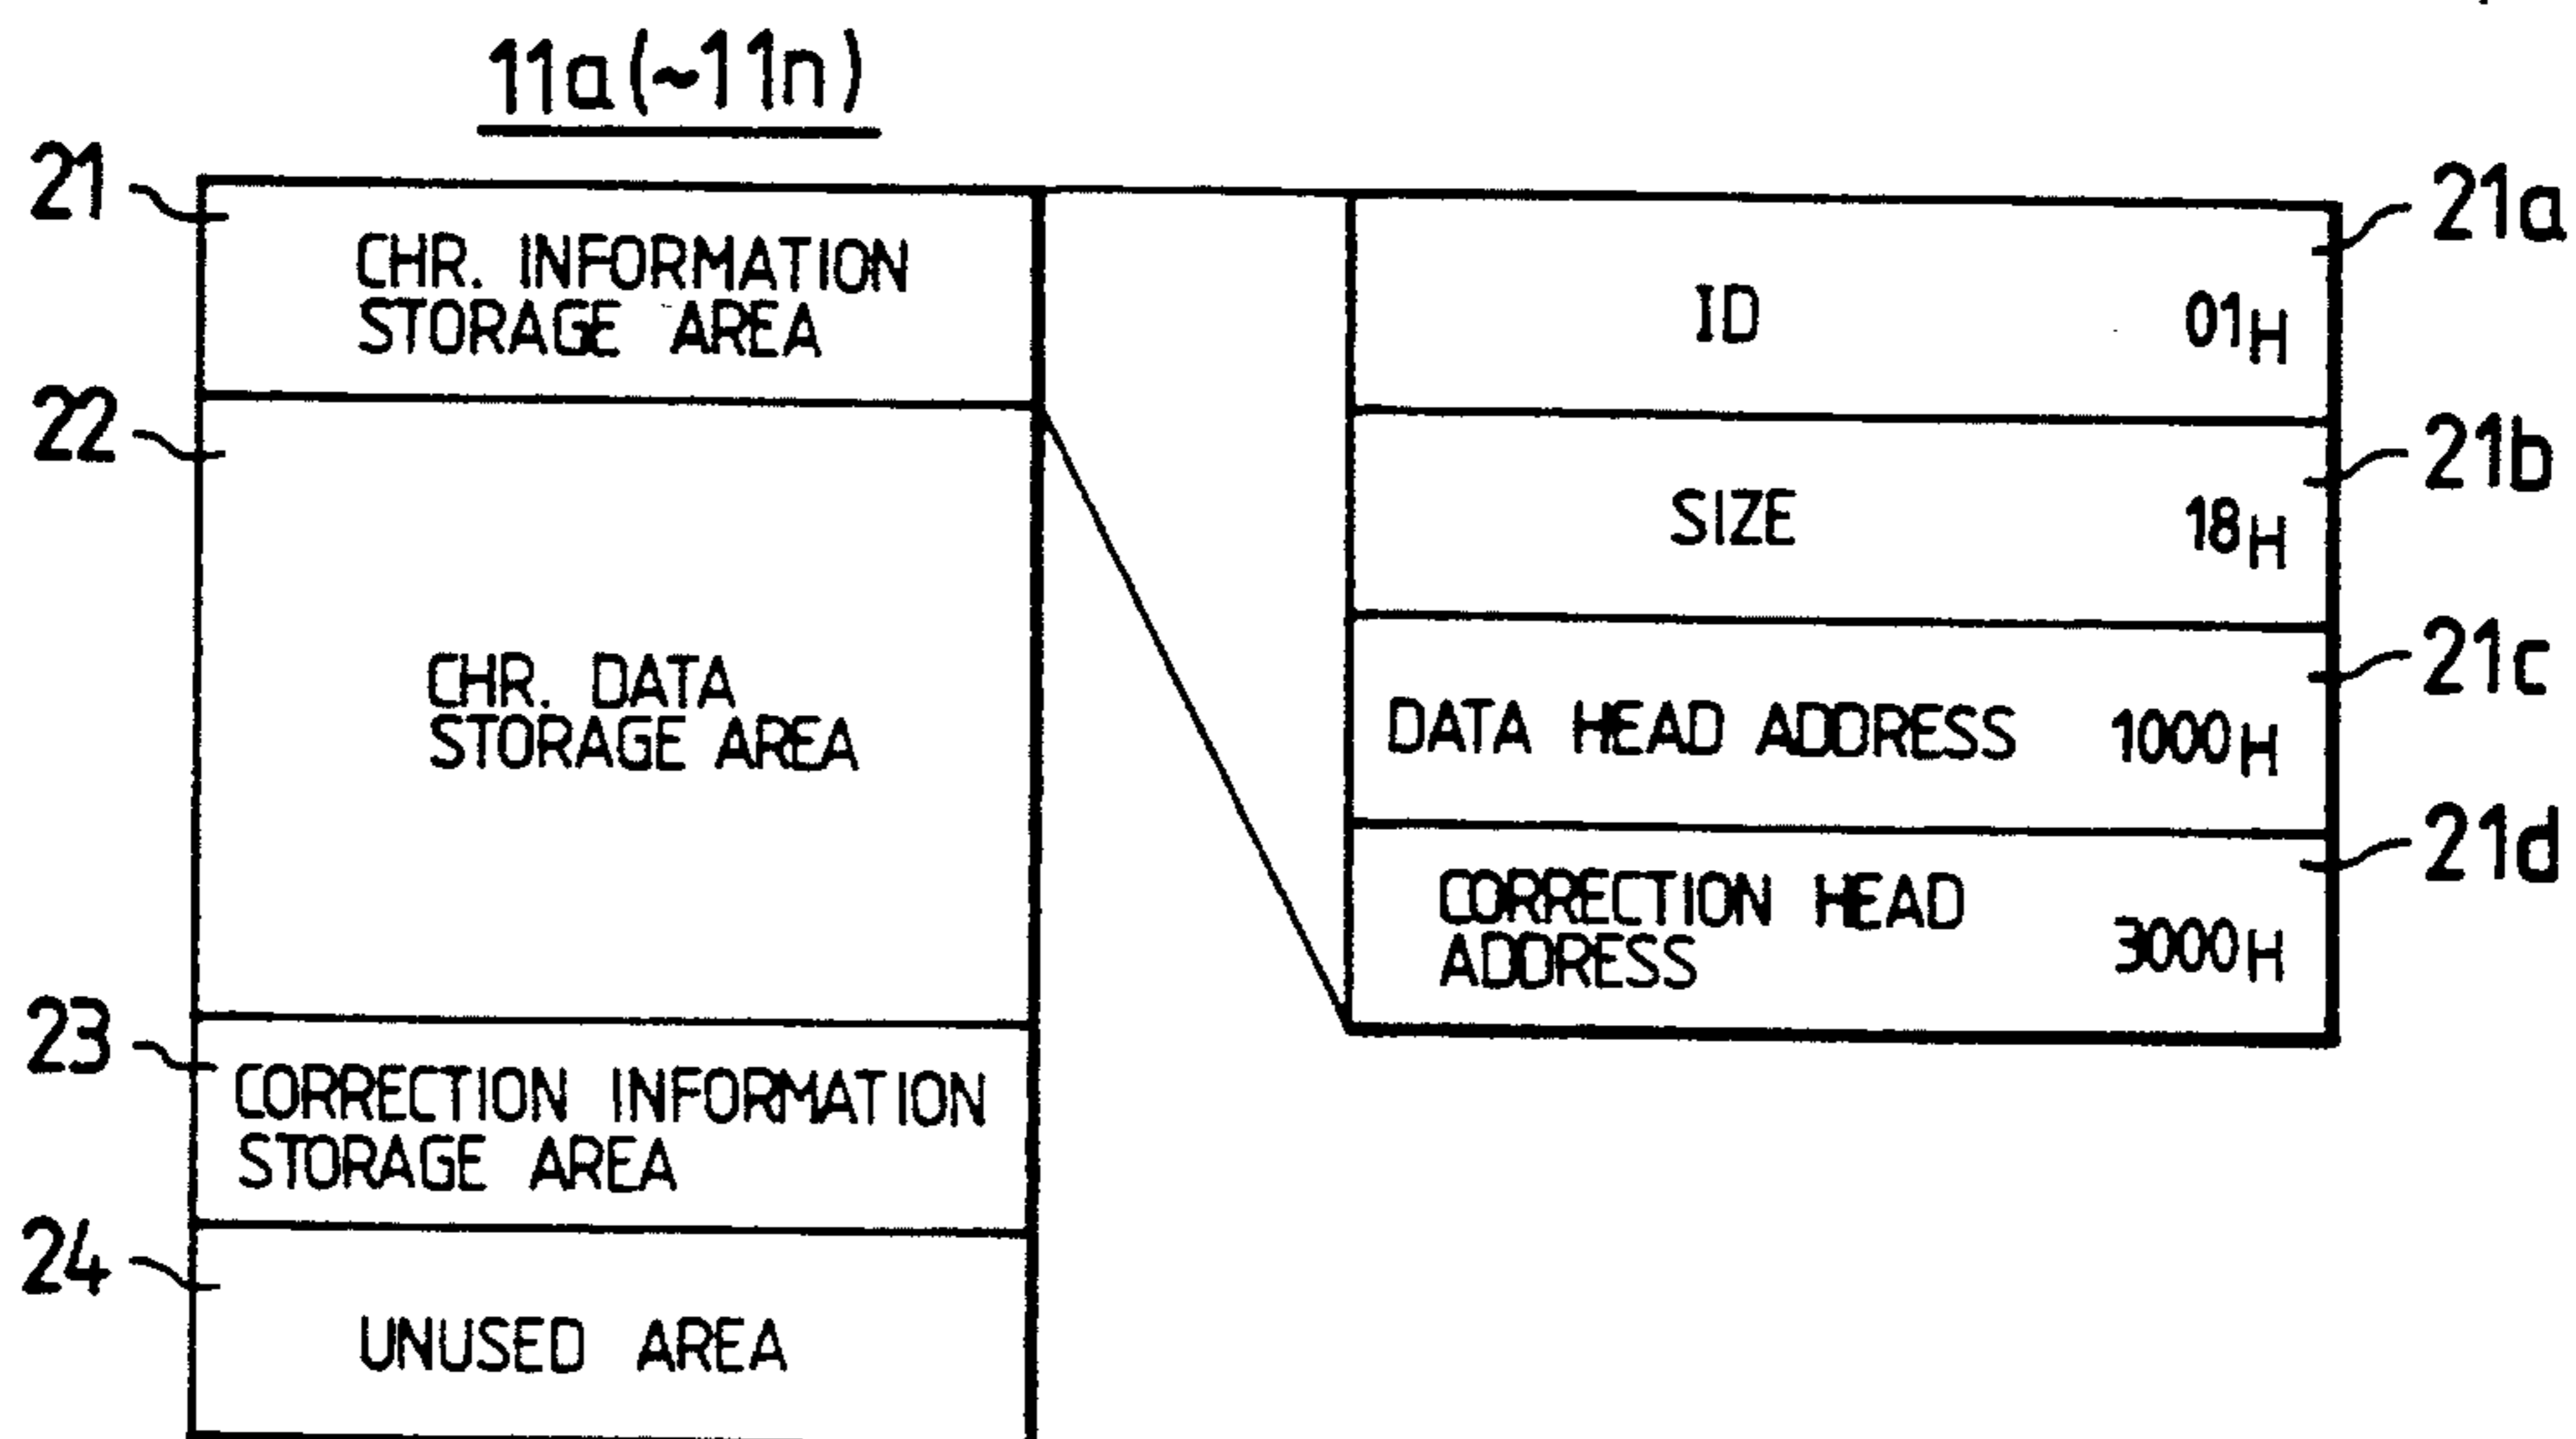 11a(~11n)
21
CHR. INFORMATION
STORAGE AREA
22
CHR. DATA
STORAGE AREA
23
CORRECTION INFORMATION
STORAGE AREA
24
UNUSED AREA
21a
ID 01H
21b
SIZE 18H
21c
DATA HEAD ADDRESS 1000H
21d
CORRECTION HEAD
ADDRESS 3000H